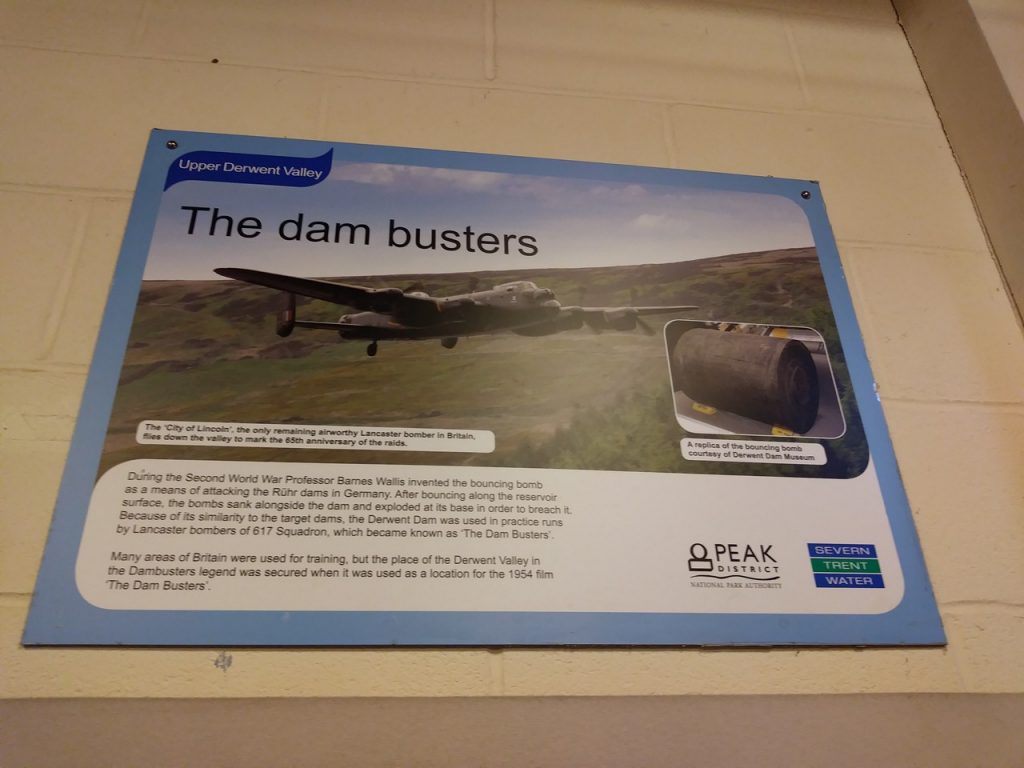 Upper Derwent Valley
The dam busters
The 'City of Lincoln', the only remaining airworthy Lancaster bomber in Britain,
flies down the valley to mark the 65th anniversary of the raids.
A replica of the bouncing bomb
courtesy of Derwent Dam Museum
During the Second World War Professor Barnes Wallis invented the bouncing bomb
as a means of attacking the Rühr dams in Germany. After bouncing along the reservoir
surface, the bombs sank alongside the dam and exploded at its base in order to breach it.
Because of its similarity to the target dams, the Derwent Dam was used in practice runs
by Lancaster bombers of 617 Squadron, which became known as 'The Dam Busters'.
Many areas of Britain were used for training, but the place of the Derwent Valley in
the Dambusters legend was secured when it was used as a location for the 1954 film
'The Dam Busters'.
PEAK
DISTRICT
NATIONAL PARK AUTHORITY
SEVERN
TRENT
WATER